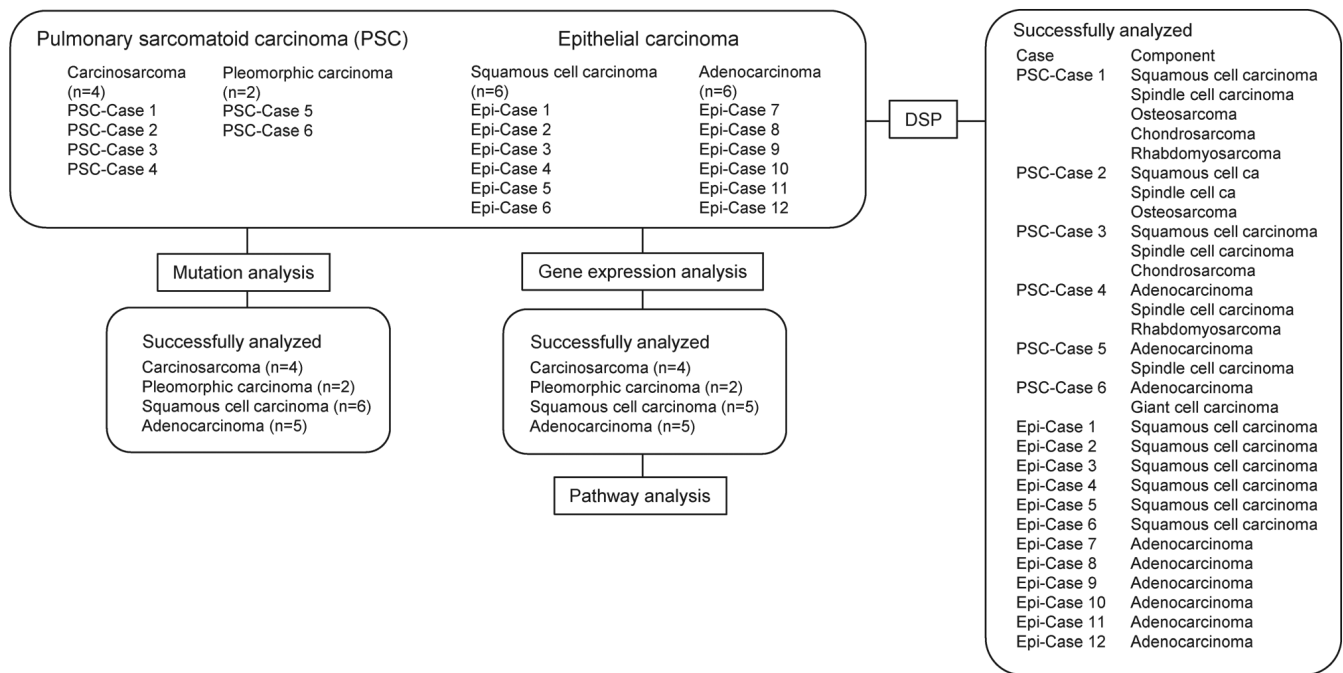 Pulmonary sarcomatoid carcinoma (PSC)
Carcinosarcoma
(n=4)
PSC-Case 1
PSC-Case 2
PSC-Case 3
PSC-Case 4
Pleomorphic carcinoma
(n=2)
PSC-Case 5
PSC-Case 6
Epithelial carcinoma
Squamous cell carcinoma
(n=6)
Epi-Case 1
Epi-Case 2
Epi-Case 3
Epi-Case 4
Epi-Case 5
Epi-Case 6
Adenocarcinoma
(n=6)
Epi-Case 7
Epi-Case 8
Epi-Case 9
Epi-Case 10
Epi-Case 11
Epi-Case 12
Mutation analysis
Successfully analyzed
Carcinosarcoma (n=4)
Pleomorphic carcinoma (n=2)
Squamous cell carcinoma (n=6)
Adenocarcinoma (n=5)
Gene expression analysis
Successfully analyzed
Carcinosarcoma (n=4)
Pleomorphic carcinoma (n=2)
Squamous cell carcinoma (n=5)
Adenocarcinoma (n=5)
Pathway analysis
DSP
Successfully analyzed
Case Component
PSC-Case 1 Squamous cell carcinoma
Spindle cell carcinoma
Osteosarcoma
Chondrosarcoma
Rhabdomyosarcoma
PSC-Case 2 Squamous cell ca
Spindle cell ca
Osteosarcoma
PSC-Case 3 Squamous cell carcinoma
Spindle cell carcinoma
Chondrosarcoma
PSC-Case 4 Adenocarcinoma
Spindle cell carcinoma
Rhabdomyosarcoma
PSC-Case 5 Adenocarcinoma
Spindle cell carcinoma
PSC-Case 6 Adenocarcinoma
Giant cell carcinoma
Epi-Case 1 Squamous cell carcinoma
Epi-Case 2 Squamous cell carcinoma
Epi-Case 3 Squamous cell carcinoma
Epi-Case 4 Squamous cell carcinoma
Epi-Case 5 Squamous cell carcinoma
Epi-Case 6 Squamous cell carcinoma
Epi-Case 7 Adenocarcinoma
Epi-Case 8 Adenocarcinoma
Epi-Case 9 Adenocarcinoma
Epi-Case 10 Adenocarcinoma
Epi-Case 11 Adenocarcinoma
Epi-Case 12 Adenocarcinoma